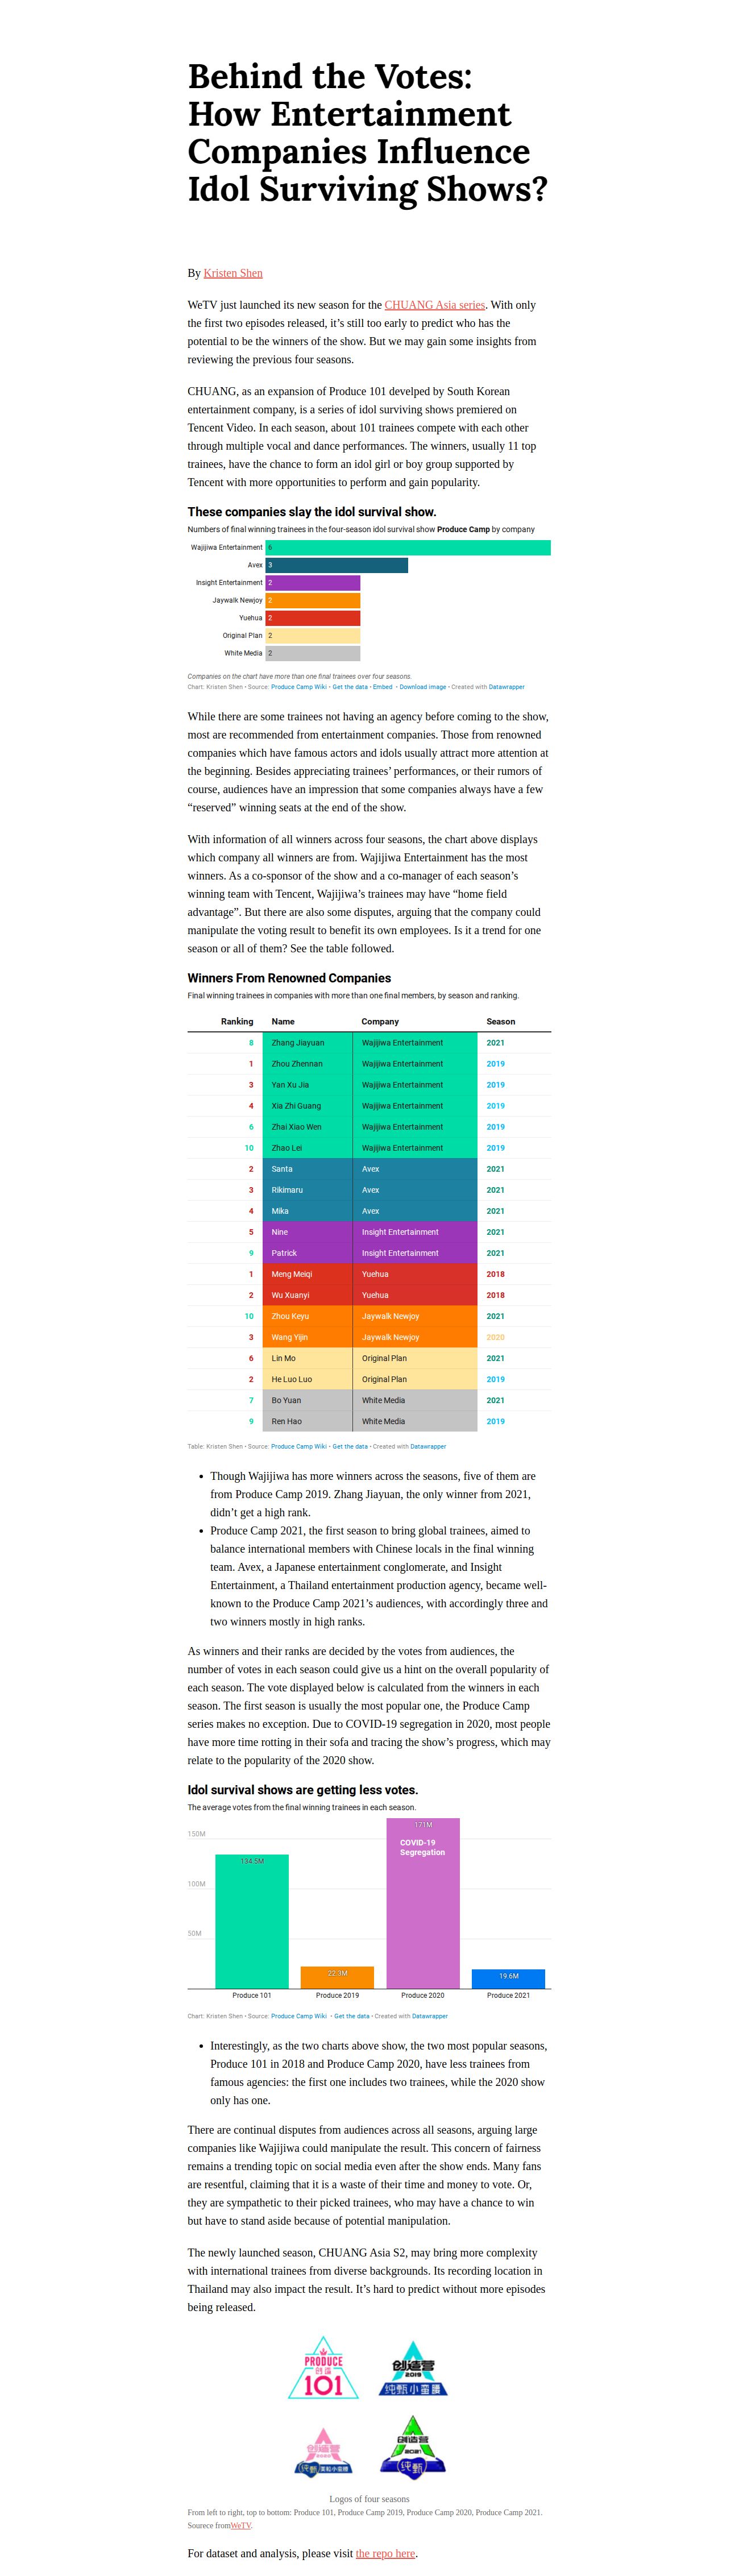 Behind the Votes:
How Entertainment
Companies Influence
Idol Surviving Shows?
By Kristen Shen
WeTV just launched its new season for the CHUANG Asia series. With only
the first two episodes released, it’s still too early to predict who has the
potential to be the winners of the show. But we may gain some insights from
reviewing the previous four seasons.
CHUANG, as an expansion of Produce 101 develped by South Korean
entertainment company, is a series of idol surviving shows premiered on
Tencent Video. In each season, about 101 trainees compete with each other
through multiple vocal and dance performances. The winners, usually 11 top
trainees, have the chance to form an idol girl or boy group supported by
Tencent with more opportunities to perform and gain popularity.
These companies slay the idol survival show.
Numbers of final winning trainees in the four-season idol survival show Produce Camp by company
Wajijiwa Entertainment 6
Avex 3
Insight Entertainment 2
Jaywalk Newjoy 2
Yuehua 2
Original Plan 2
White Media 2
Companies on the chart have more than one final trainees over four seasons.
Chart: Kristen Shen • Source: Produce Camp Wiki • Get the data • Embed • Download image • Created with Datawrapper
While there are some trainees not having an agency before coming to the show,
most are recommended from entertainment companies. Those from renowned
companies which have famous actors and idols usually attract more attention at
the beginning. Besides appreciating trainees’ performances, or their rumors of
course, audiences have an impression that some companies always have a few
“reserved” winning seats at the end of the show.
With information of all winners across four seasons, the chart above displays
which company all winners are from. Wajijiwa Entertainment has the most
winners. As a co-sponsor of the show and a co-manager of each season’s
winning team with Tencent, Wajijiwa’s trainees may have “home field
advantage”. But there are also some disputes, arguing that the company could
manipulate the voting result to benefit its own employees. Is it a trend for one
season or all of them? See the table followed.
Winners From Renowned Companies
Final winning trainees in companies with more than one final members, by season and ranking.
Ranking Name Company Season
8 Zhang Jiayuan Wajijiwa Entertainment 2021
1 Zhou Zhennan Wajijiwa Entertainment 2019
3 Yan Xu Jia Wajijiwa Entertainment 2019
4 Xia Zhi Guang Wajijiwa Entertainment 2019
6 Zhai Xiao Wen Wajijiwa Entertainment 2019
10 Zhao Lei Wajijiwa Entertainment 2019
2 Santa Avex 2021
3 Rikimaru Avex 2021
4 Mika Avex 2021
5 Nine Insight Entertainment 2021
9 Patrick Insight Entertainment 2021
1 Meng Meiqi Yuehua 2018
2 Wu Xuanyi Yuehua 2018
10 Zhou Keyu Jaywalk Newjoy 2021
3 Wang Yijin Jaywalk Newjoy 2020
6 Lin Mo Original Plan 2021
2 He Luo Luo Original Plan 2019
7 Bo Yuan White Media 2021
9 Ren Hao White Media 2019
Table: Kristen Shen • Source: Produce Camp Wiki • Get the data • Created with Datawrapper
• Though Wajijiwa has more winners across the seasons, five of them are
from Produce Camp 2019. Zhang Jiayuan, the only winner from 2021,
didn’t get a high rank.
• Produce Camp 2021, the first season to bring global trainees, aimed to
balance international members with Chinese locals in the final winning
team. Avex, a Japanese entertainment conglomerate, and Insight
Entertainment, a Thailand entertainment production agency, became well-
known to the Produce Camp 2021’s audiences, with accordingly three and
two winners mostly in high ranks.
As winners and their ranks are decided by the votes from audiences, the
number of votes in each season could give us a hint on the overall popularity of
each season. The vote displayed below is calculated from the winners in each
season. The first season is usually the most popular one, the Produce Camp
series makes no exception. Due to COVID-19 segregation in 2020, most people
have more time rotting in their sofa and tracing the show’s progress, which may
relate to the popularity of the 2020 show.
Idol survival shows are getting less votes.
The average votes from the final winning trainees in each season.
171M
150M
COVID-19
Segregation
134.5M
100M
50M
22.3M
19.6M
Produce 101 Produce 2019 Produce 2020 Produce 2021
Chart: Kristen Shen • Source: Produce Camp Wiki • Get the data • Created with Datawrapper
• Interestingly, as the two charts above show, the two most popular seasons,
Produce 101 in 2018 and Produce Camp 2020, have less trainees from
famous agencies: the first one includes two trainees, while the 2020 show
only has one.
There are continual disputes from audiences across all seasons, arguing large
companies like Wajijiwa could manipulate the result. This concern of fairness
remains a trending topic on social media even after the show ends. Many fans
are resentful, claiming that it is a waste of their time and money to vote. Or,
they are sympathetic to their picked trainees, who may have a chance to win
but have to stand aside because of potential manipulation.
The newly launched season, CHUANG Asia S2, may bring more complexity
with international trainees from diverse backgrounds. Its recording location in
Thailand may also impact the result. It’s hard to predict without more episodes
being released.
PRODUCE
创造
101
创造营
2019
纯甄小蛮腰
创造营
2020
纯甄
创造营
2021
纯甄
Logos of four seasons
From left to right, top to bottom: Produce 101, Produce Camp 2019, Produce Camp 2020, Produce Camp 2021.
Sourece fromWeTV.
For dataset and analysis, please visit the repo here.